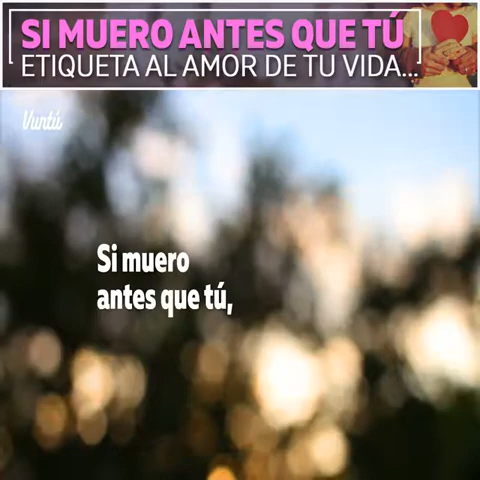 SI MUERO ANTES QUE TÚ
ETIQUETA AL AMOR DE TU VIDA...
Vuntú
Si muero
antes que tú,